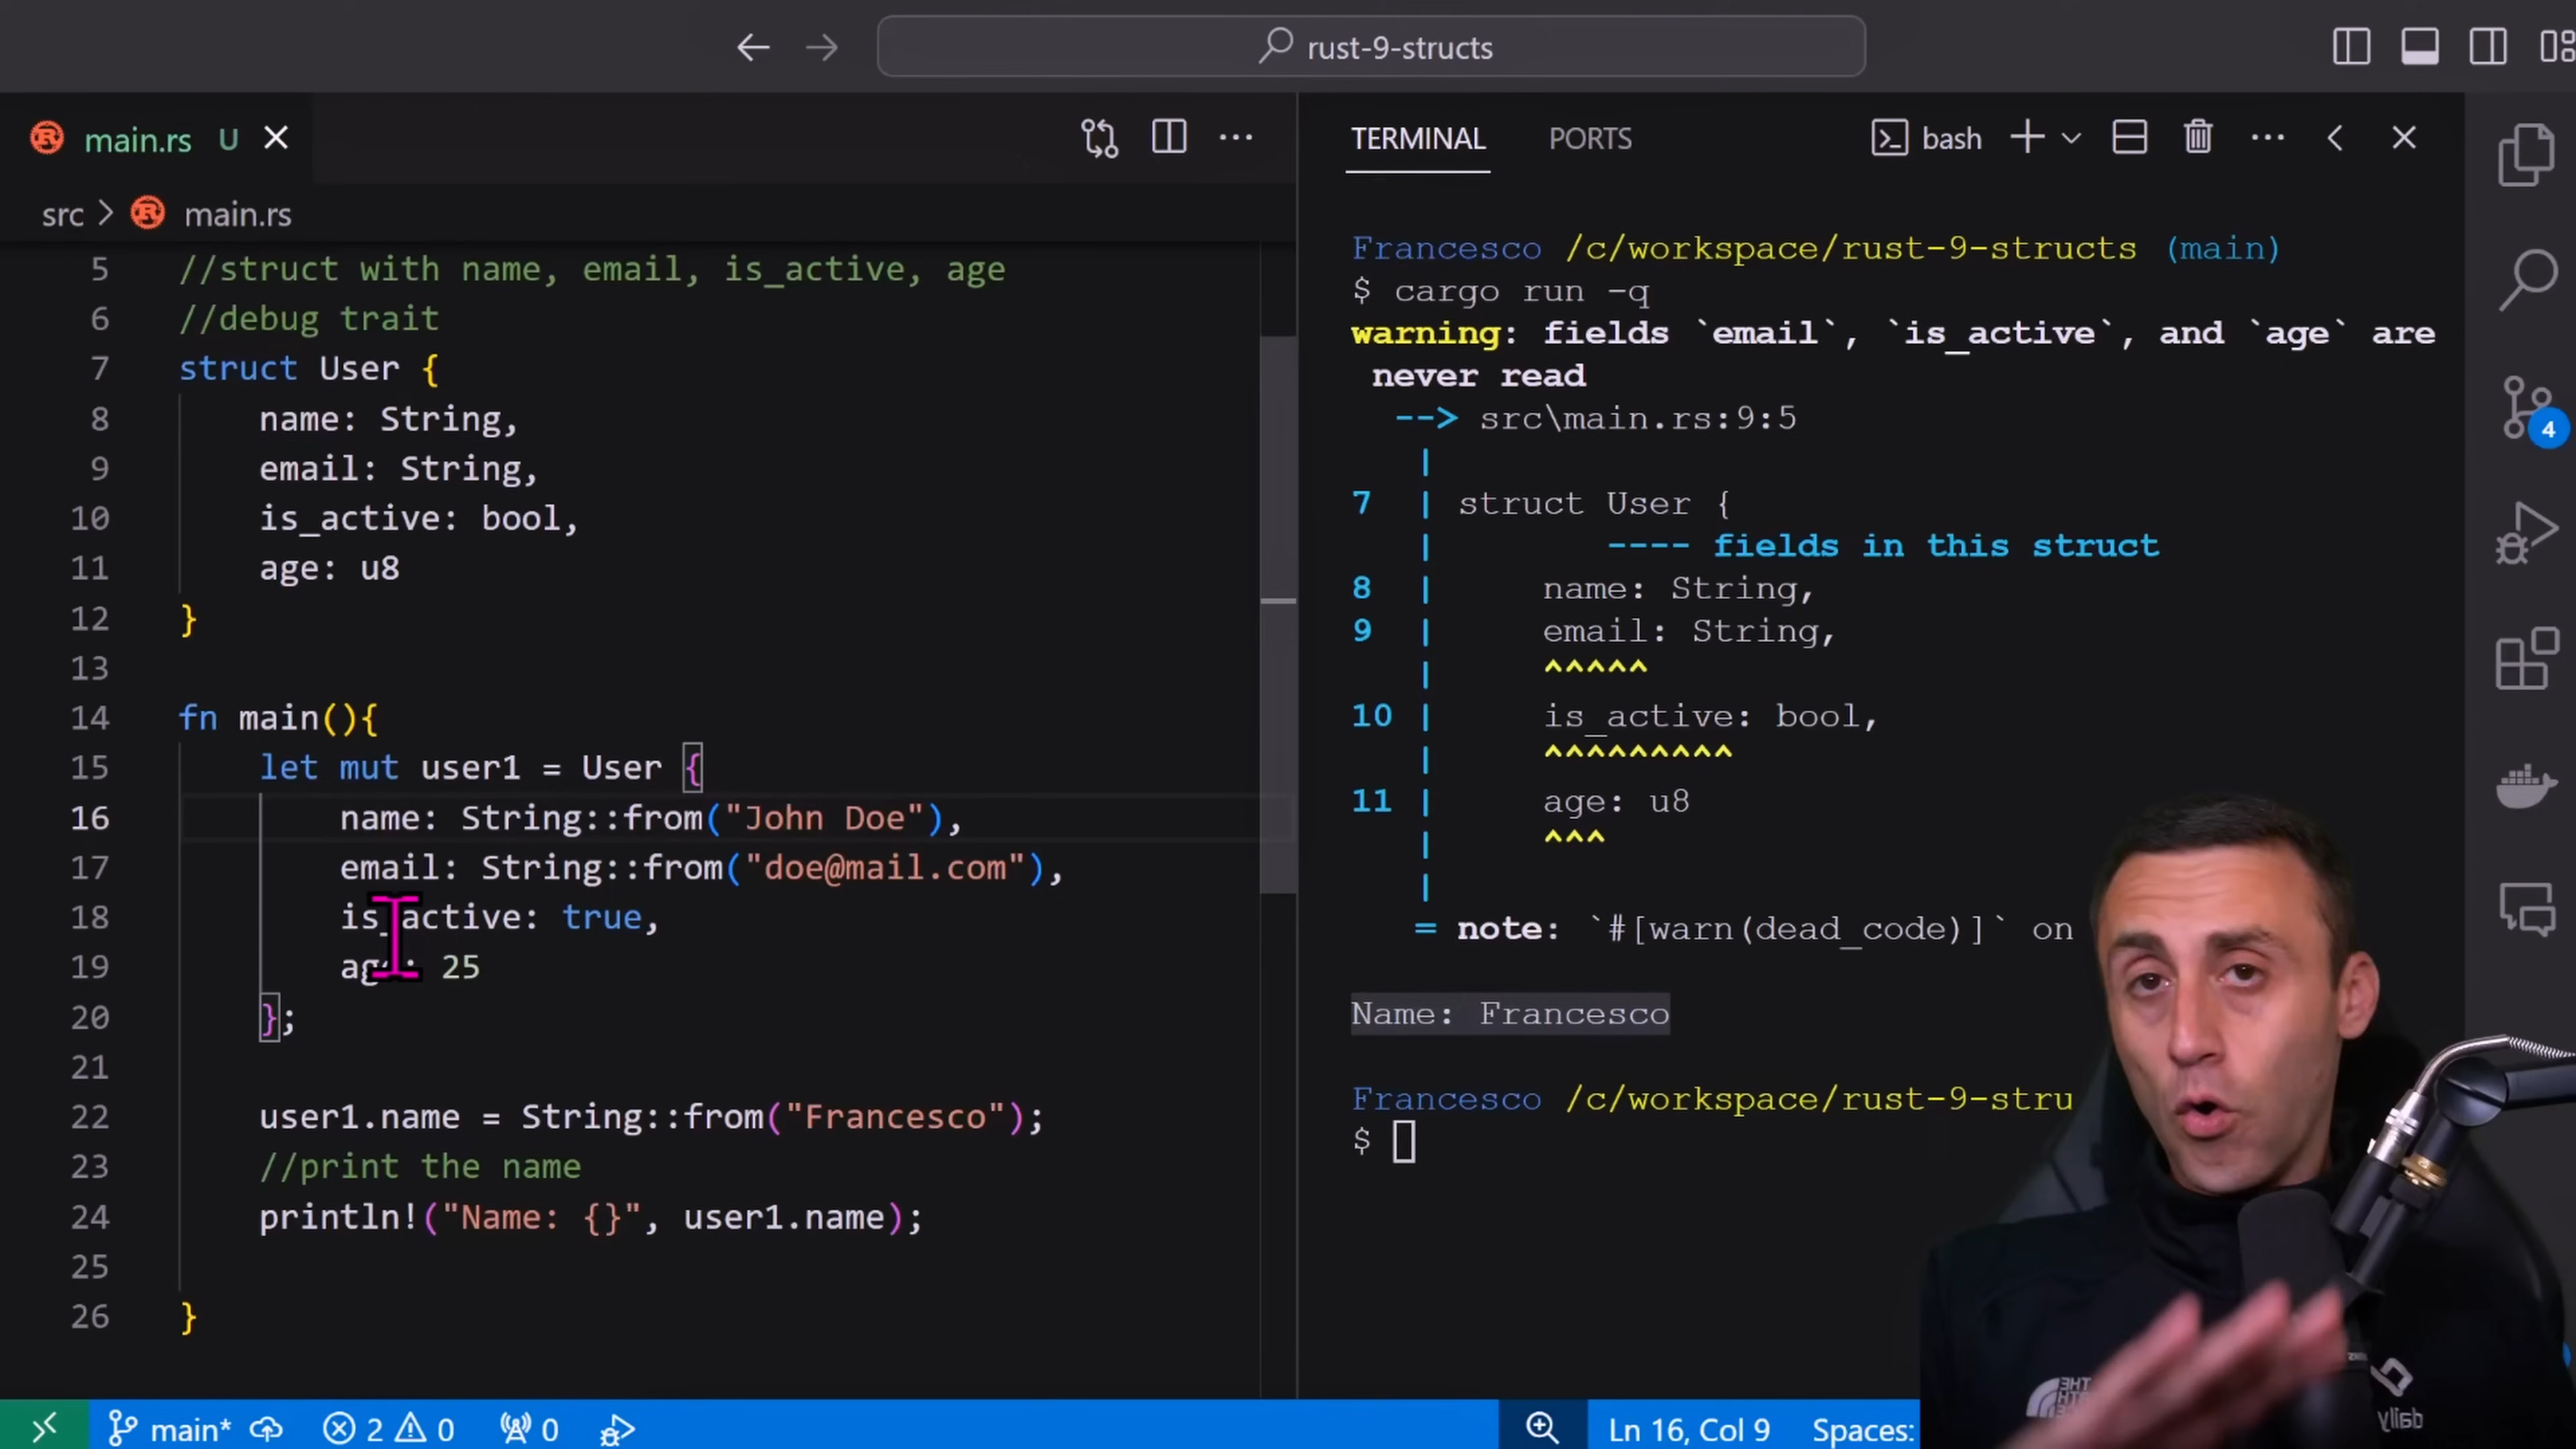 rust-9-structs
main.rs U
src > main.rs
5 //struct with name, email, is_active, age
6 //debug trait
7 struct User {
8 name: String,
9 email: String,
10 is_active: bool,
11 age: u8
12 }
13
14 fn main(){
15 let mut user1 = User {
16 name: String::from("John Doe"),
17 email: String::from("doe@mail.com"),
18 is_active: true,
19 age: 25
20 };
21
22 user1.name = String::from("Francesco");
23 //print the name
24 println!("Name: {}", user1.name);
25
26 }
TERMINAL PORTS bash
Francesco /c/workspace/rust-9-structs (main)
$ cargo run -q
warning: fields `email`, `is_active`, and `age` are
never read
--> src\main.rs:9:5
|
7 | struct User {
| ---- fields in this struct
8 | name: String,
9 | email: String,
| ^^^^^
10 | is_active: bool,
| ^^^^^^^^^
11 | age: u8
| ^^^
|
= note: `#[warn(dead_code)]` on
Name: Francesco
Francesco /c/workspace/rust-9-stru
$
4
THE NORTH
daily
main* 2 0 0 Ln 16, Col 9 Spaces: